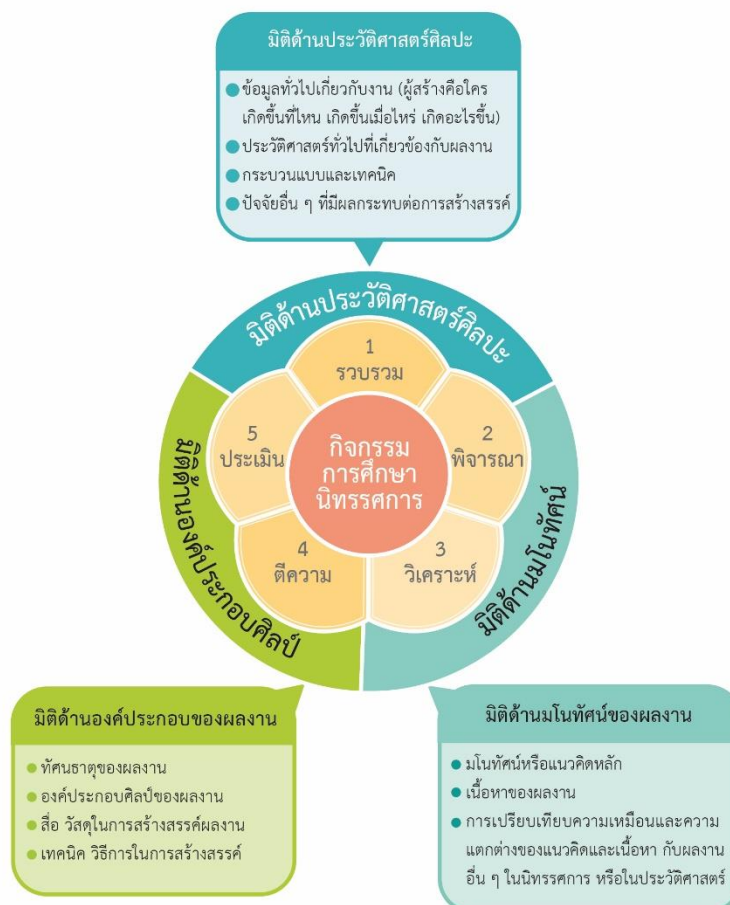 มิติด้านประวัติศาสตร์ศิลปะ
ข้อมูลทั่วไปเกี่ยวกับงาน (ผู้สร้างคือใคร
เกิดขึ้นที่ไหน เกิดขึ้นเมื่อไหร่ เกิดอะไรขึ้น)
ประวัติศาสตร์ทั่วไปที่เกี่ยวข้องกับผลงาน
กระบวนแบบและเทคนิค
ปัจจัยอื่น ๆ ที่มีผลกระทบต่อการสร้างสรรค์
มิติด้านประวัติศาสตร์ศิลปะ
1
รวบรวม
2
พิจารณา
3
วิเคราะห์
4
ตีความ
5
ประเมิน
กิจกรรม
การศึกษา
นิทรรศการ
มิติด้านมโนทัศน์
มิติด้านองค์ประกอบศิลป์
มิติด้านองค์ประกอบของผลงาน
ทัศนธาตุของผลงาน
องค์ประกอบศิลป์ของผลงาน
สื่อ วัสดุในการสร้างสรรค์ผลงาน
เทคนิค วิธีการในการสร้างสรรค์
มิติด้านมโนทัศน์ของผลงาน
มโนทัศน์หรือแนวคิดหลัก
เนื้อหาของผลงาน
การเปรียบเทียบความเหมือนและความ
แตกต่างของแนวคิดและเนื้อหา กับผลงาน
อื่น ๆ ในนิทรรศการ หรือในประวัติศาสตร์